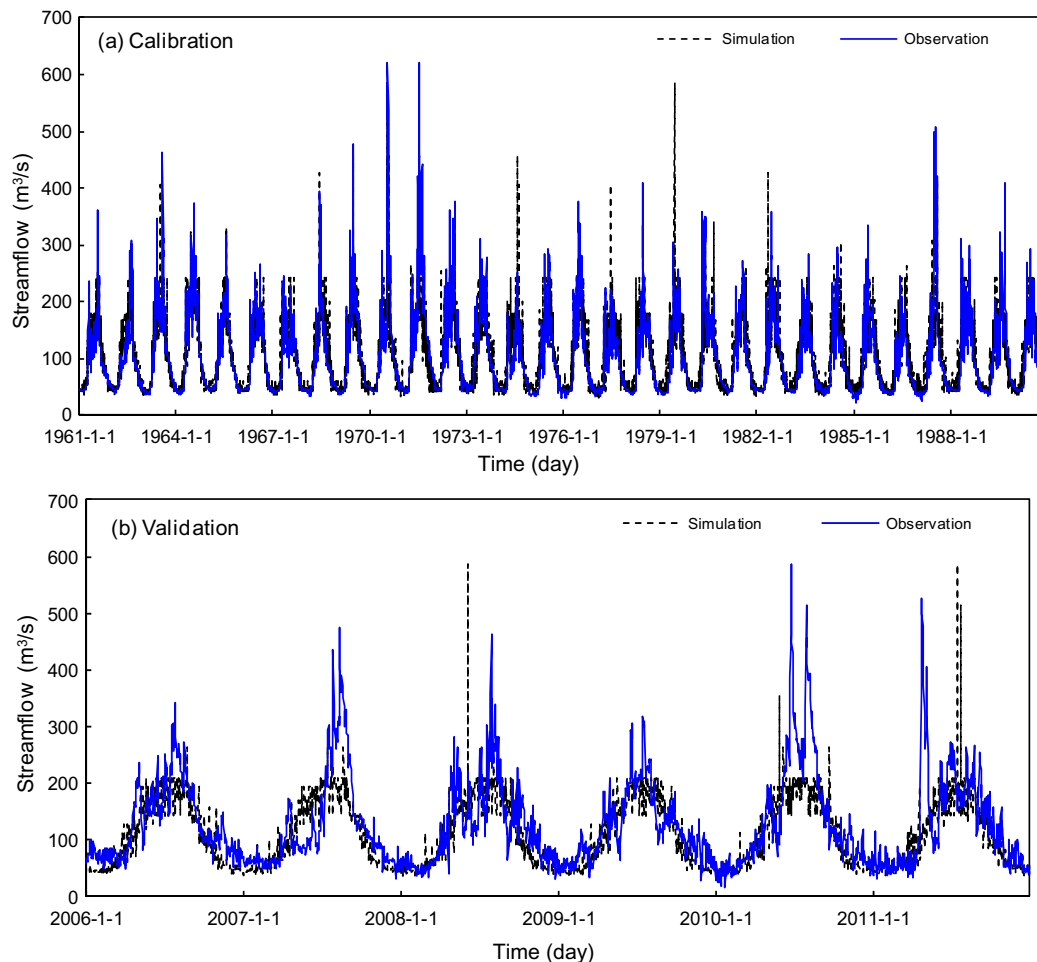 700
(a) Calibration
Simulation
Observation
600
500
400
300
200
100
0
Streamflow (m³/s)
1961-1-1 1964-1-1 1967-1-1 1970-1-1 1973-1-1 1976-1-1 1979-1-1 1982-1-1 1985-1-1 1988-1-1
Time (day)
700
(b) Validation
Simulation
Observation
600
500
400
300
200
100
0
Streamflow (m³/s)
2006-1-1 2007-1-1 2008-1-1 2009-1-1 2010-1-1 2011-1-1
Time (day)